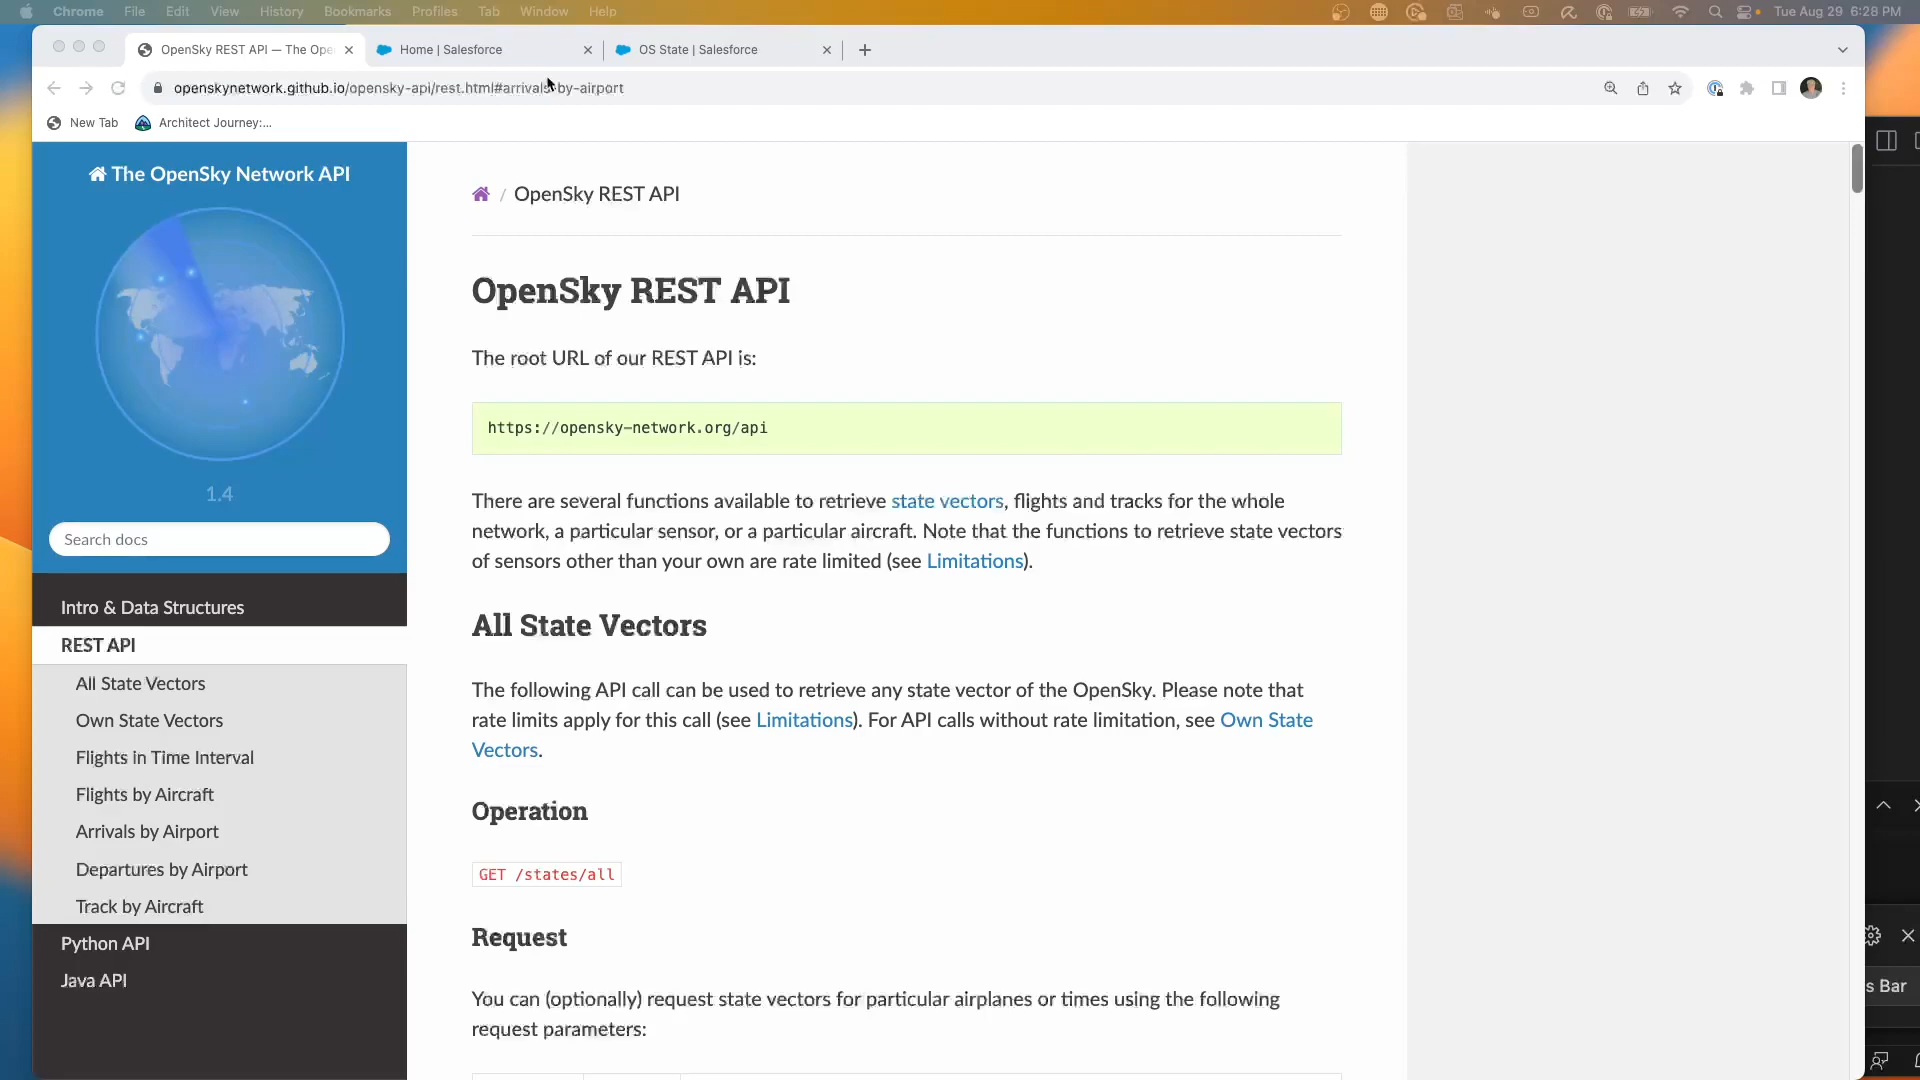 Chrome File Edit View History Bookmarks Profiles Tab Window Help Tue Aug 29 6:28 PM
OpenSky REST API — The Ope Home | Salesforce OS State | Salesforce
openskynetwork.github.io/opensky-api/rest.html#arrivals-by-airport
New Tab Architect Journey:...
The OpenSky Network API
1.4
Search docs
Intro & Data Structures
REST API
All State Vectors
Own State Vectors
Flights in Time Interval
Flights by Aircraft
Arrivals by Airport
Departures by Airport
Track by Aircraft
Python API
Java API
/ OpenSky REST API
OpenSky REST API
The root URL of our REST API is:
https://opensky-network.org/api
There are several functions available to retrieve state vectors, flights and tracks for the whole
network, a particular sensor, or a particular aircraft. Note that the functions to retrieve state vectors
of sensors other than your own are rate limited (see Limitations).
All State Vectors
The following API call can be used to retrieve any state vector of the OpenSky. Please note that
rate limits apply for this call (see Limitations). For API calls without rate limitation, see Own State
Vectors.
Operation
GET /states/all
Request
You can (optionally) request state vectors for particular airplanes or times using the following
request parameters:
s Bar